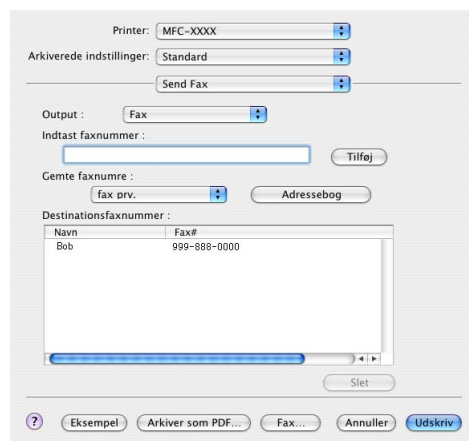 Printer: MFC-XXXX
Arkiverede indstillinger: Standard
Send Fax
Output : Fax
Indtast faxnummer :
Tilføj
Gemte faxnumre :
fax prv. Adressebog
Destinationsfaxnummer :
Navn Fax#
Bob 999-888-0000
Slet
? Eksempel Arkiver som PDF... Fax... Annuller Udskriv